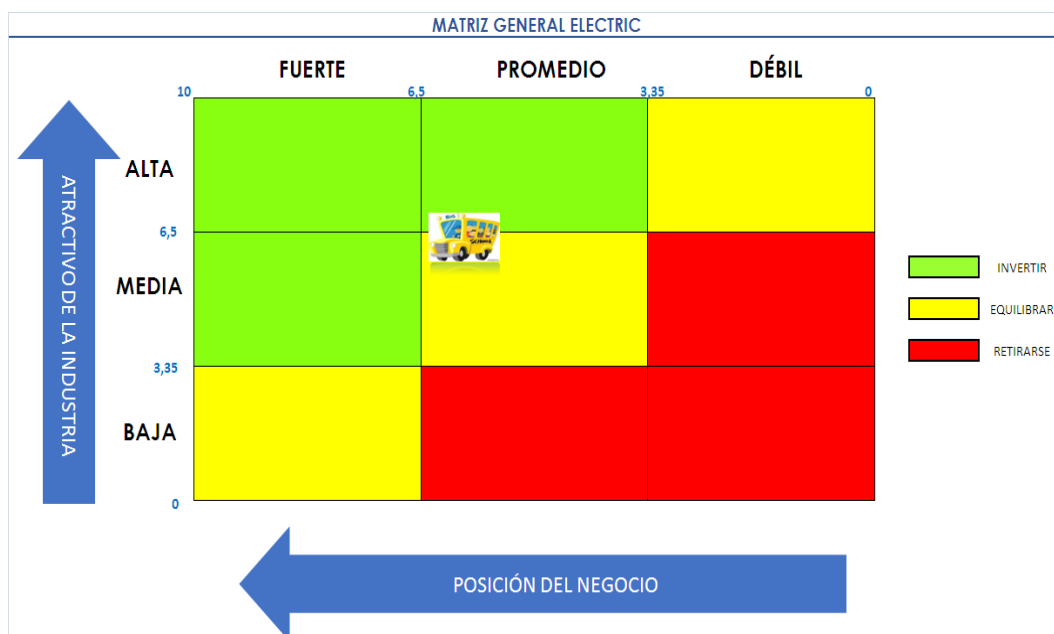 MATRIZ GENERAL ELECTRIC
FUERTE PROMEDIO DÉBIL
10 6,5 3,35 0
ALTA
6,5
MEDIA
3,35
BAJA
0
ATRACTIVO DE LA INDUSTRIA
SCHOOL
INVERTIR
EQUILIBRAR
RETIRARSE
POSICIÓN DEL NEGOCIO